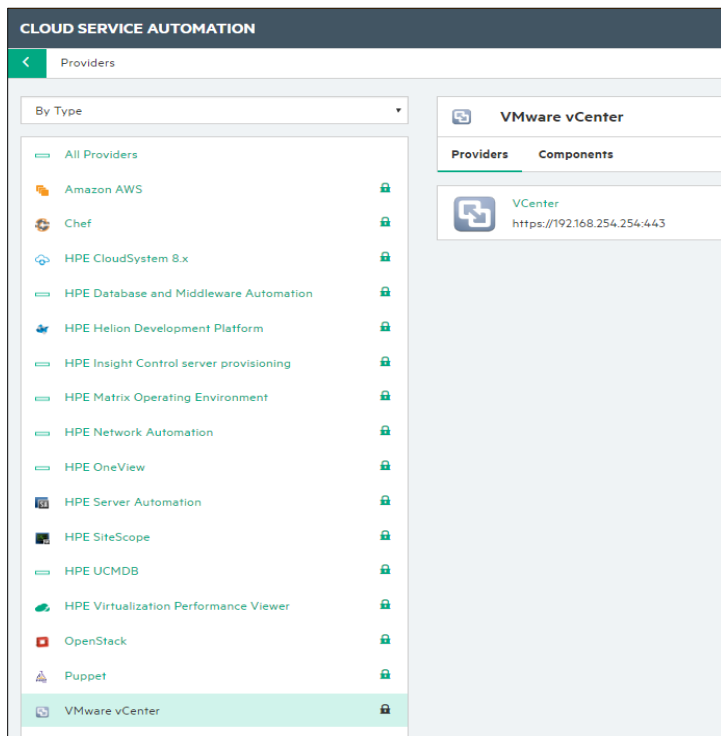 CLOUD SERVICE AUTOMATION
Providers
By Type
All Providers
Amazon AWS
Chef
HPE CloudSystem 8.x
HPE Database and Middleware Automation
HPE Helion Development Platform
HPE Insight Control server provisioning
HPE Matrix Operating Environment
HPE Network Automation
HPE OneView
HPE Server Automation
HPE SiteScope
HPE UCMDB
HPE Virtualization Performance Viewer
OpenStack
Puppet
VMware vCenter
VMware vCenter
Providers Components
VCenter
https://192.168.254.254:443